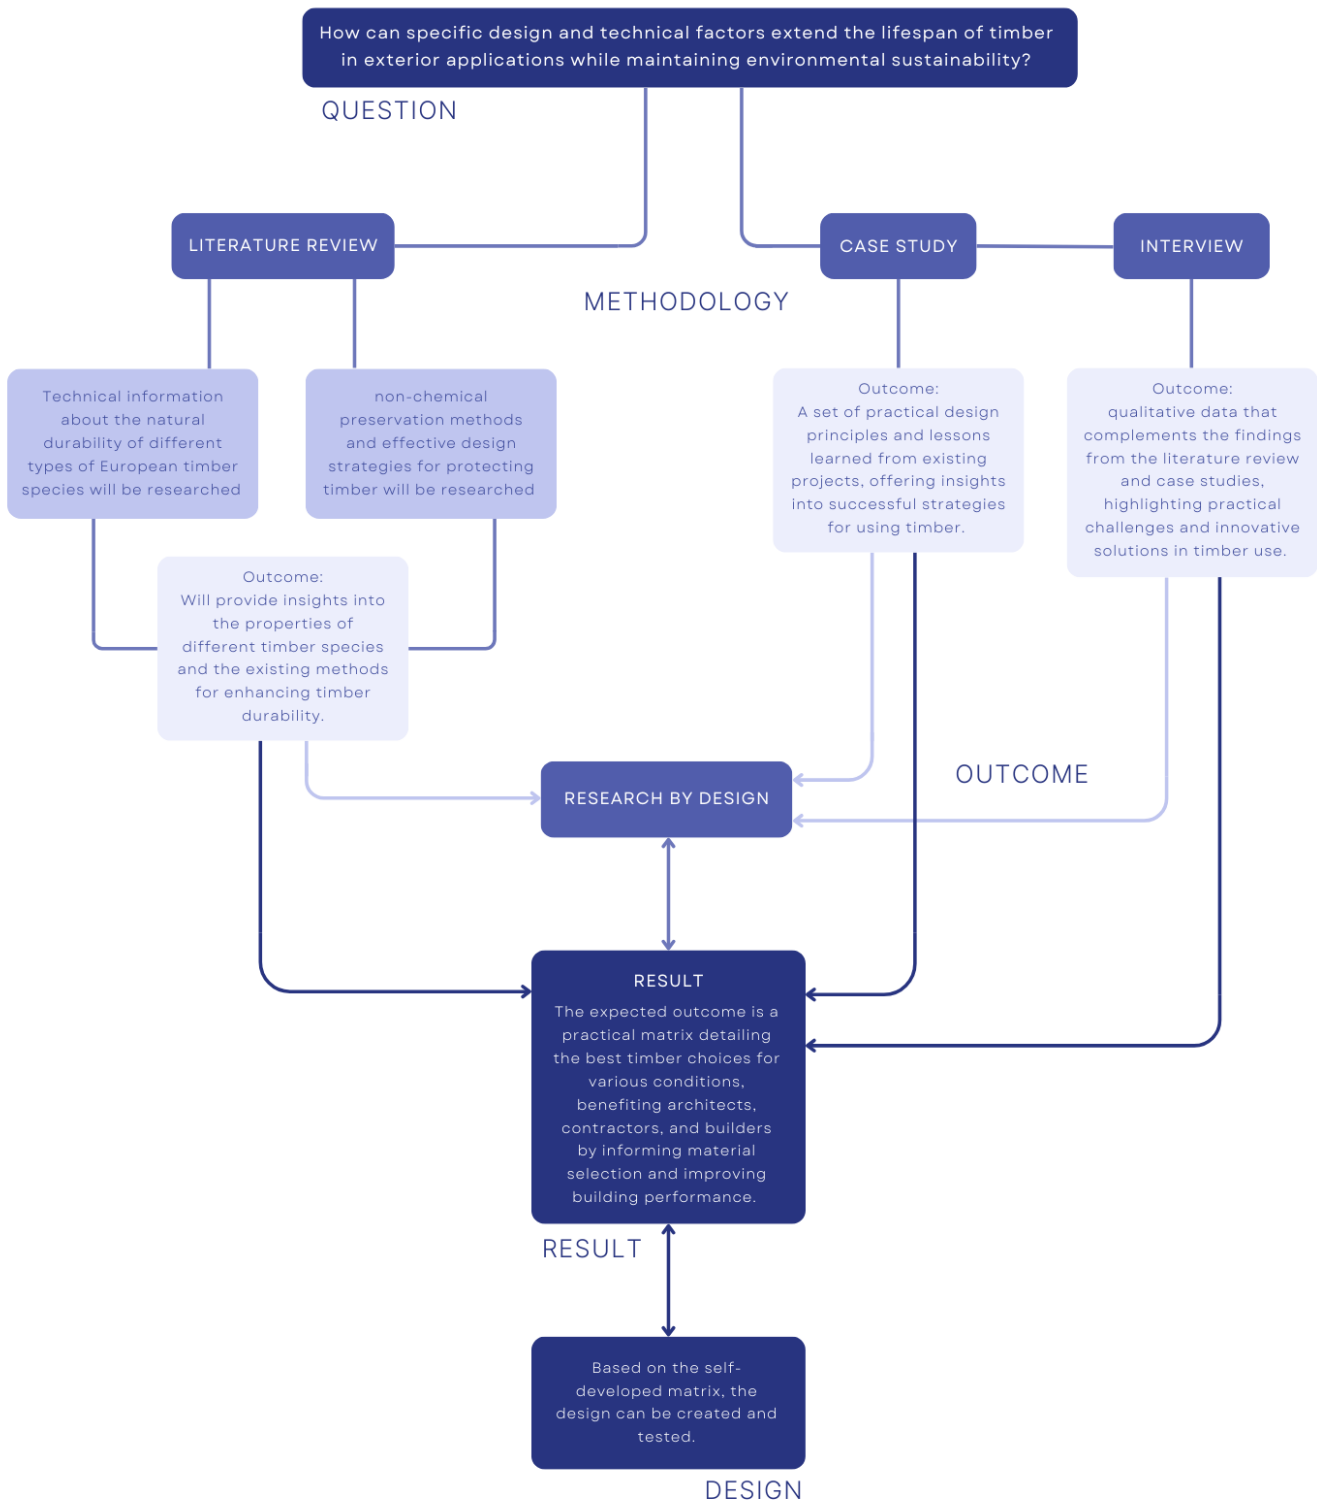 How can specific design and technical factors extend the lifespan of timber
in exterior applications while maintaining environmental sustainability?
QUESTION
LITERATURE REVIEW
CASE STUDY
INTERVIEW
METHODOLOGY
Technical information
about the natural
durability of different
types of European timber
species will be researched
non-chemical
preservation methods
and effective design
strategies for protecting
timber will be researched
Outcome:
A set of practical design
principles and lessons
learned from existing
projects, offering insights
into successful strategies
for using timber.
Outcome:
qualitative data that
complements the findings
from the literature review
and case studies,
highlighting practical
challenges and innovative
solutions in timber use.
Outcome:
Will provide insights into
the properties of
different timber species
and the existing methods
for enhancing timber
durability.
OUTCOME
RESEARCH BY DESIGN
RESULT
The expected outcome is a
practical matrix detailing
the best timber choices for
various conditions,
benefiting architects,
contractors, and builders
by informing material
selection and improving
building performance.
RESULT
Based on the self-
developed matrix, the
design can be created and
tested.
DESIGN